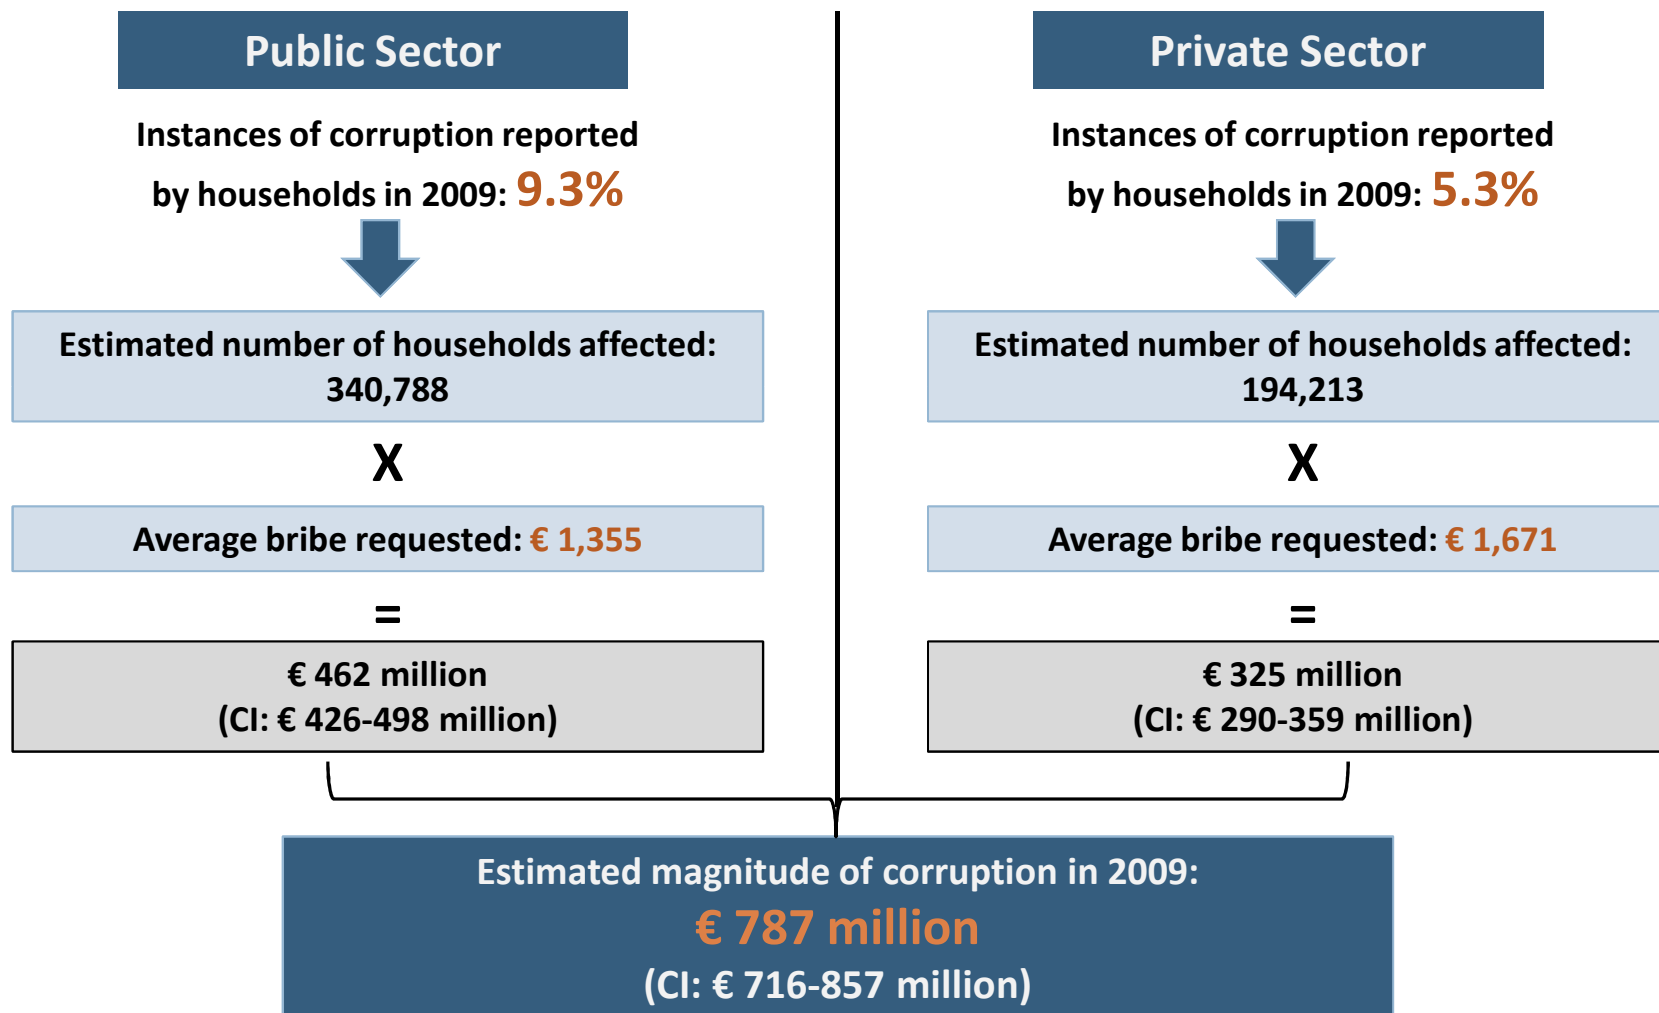 Public Sector
Instances of corruption reported
by households in 2009: 9.3%
Estimated number of households affected:
340,788
X
Average bribe requested: € 1,355
=
€ 462 million
(CI: € 426-498 million)
Private Sector
Instances of corruption reported
by households in 2009: 5.3%
Estimated number of households affected:
194,213
X
Average bribe requested: € 1,671
=
€ 325 million
(CI: € 290-359 million)
Estimated magnitude of corruption in 2009:
€ 787 million
(CI: € 716-857 million)